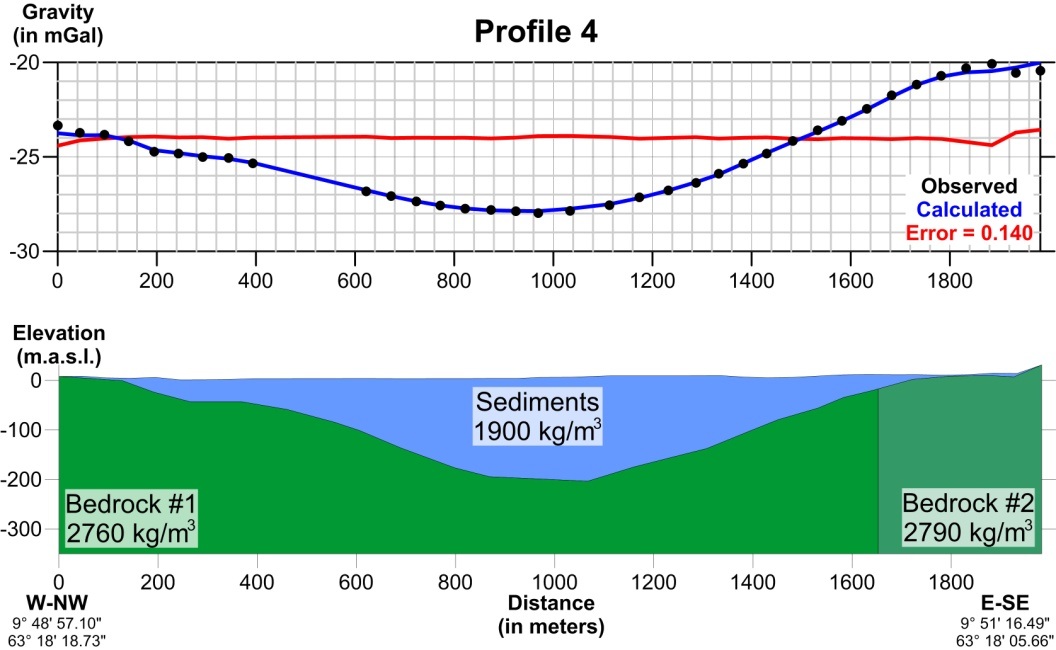 Gravity
(in mGal)
Profile 4
-20
-25
-30
Observed
Calculated
Error = 0.140
0 200 400 600 800 1000 1200 1400 1600 1800
Elevation
(m.a.s.l.)
0
-100
-200
-300
Sediments
1900 kg/m³
Bedrock #1
2760 kg/m³
Bedrock #2
2790 kg/m³
0 200 400 600 800 1000 1200 1400 1600 1800
W-NW
9° 48' 57.10"
63° 18' 18.73"
Distance
(in meters)
E-SE
9° 51' 16.49"
63° 18' 05.66"